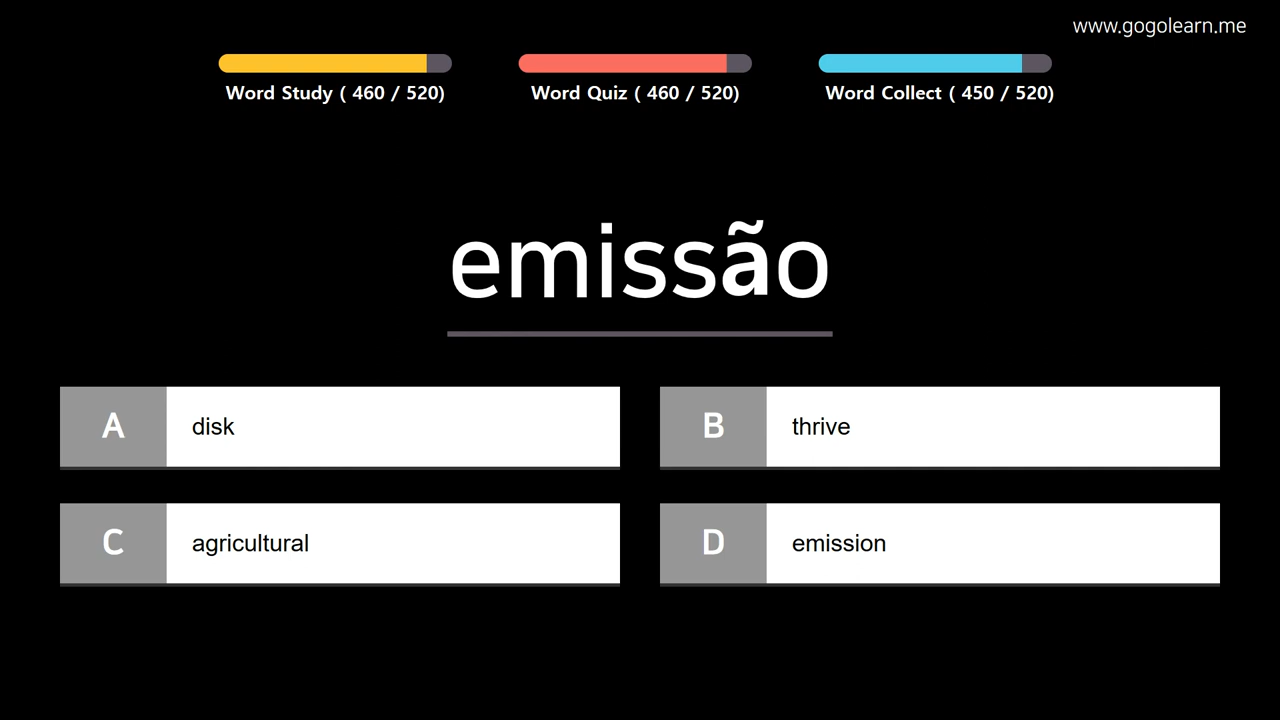 www.gogolearn.me
Word Study ( 460 / 520)
Word Quiz ( 460 / 520)
Word Collect ( 450 / 520)
emissão
A disk
B thrive
C agricultural
D emission